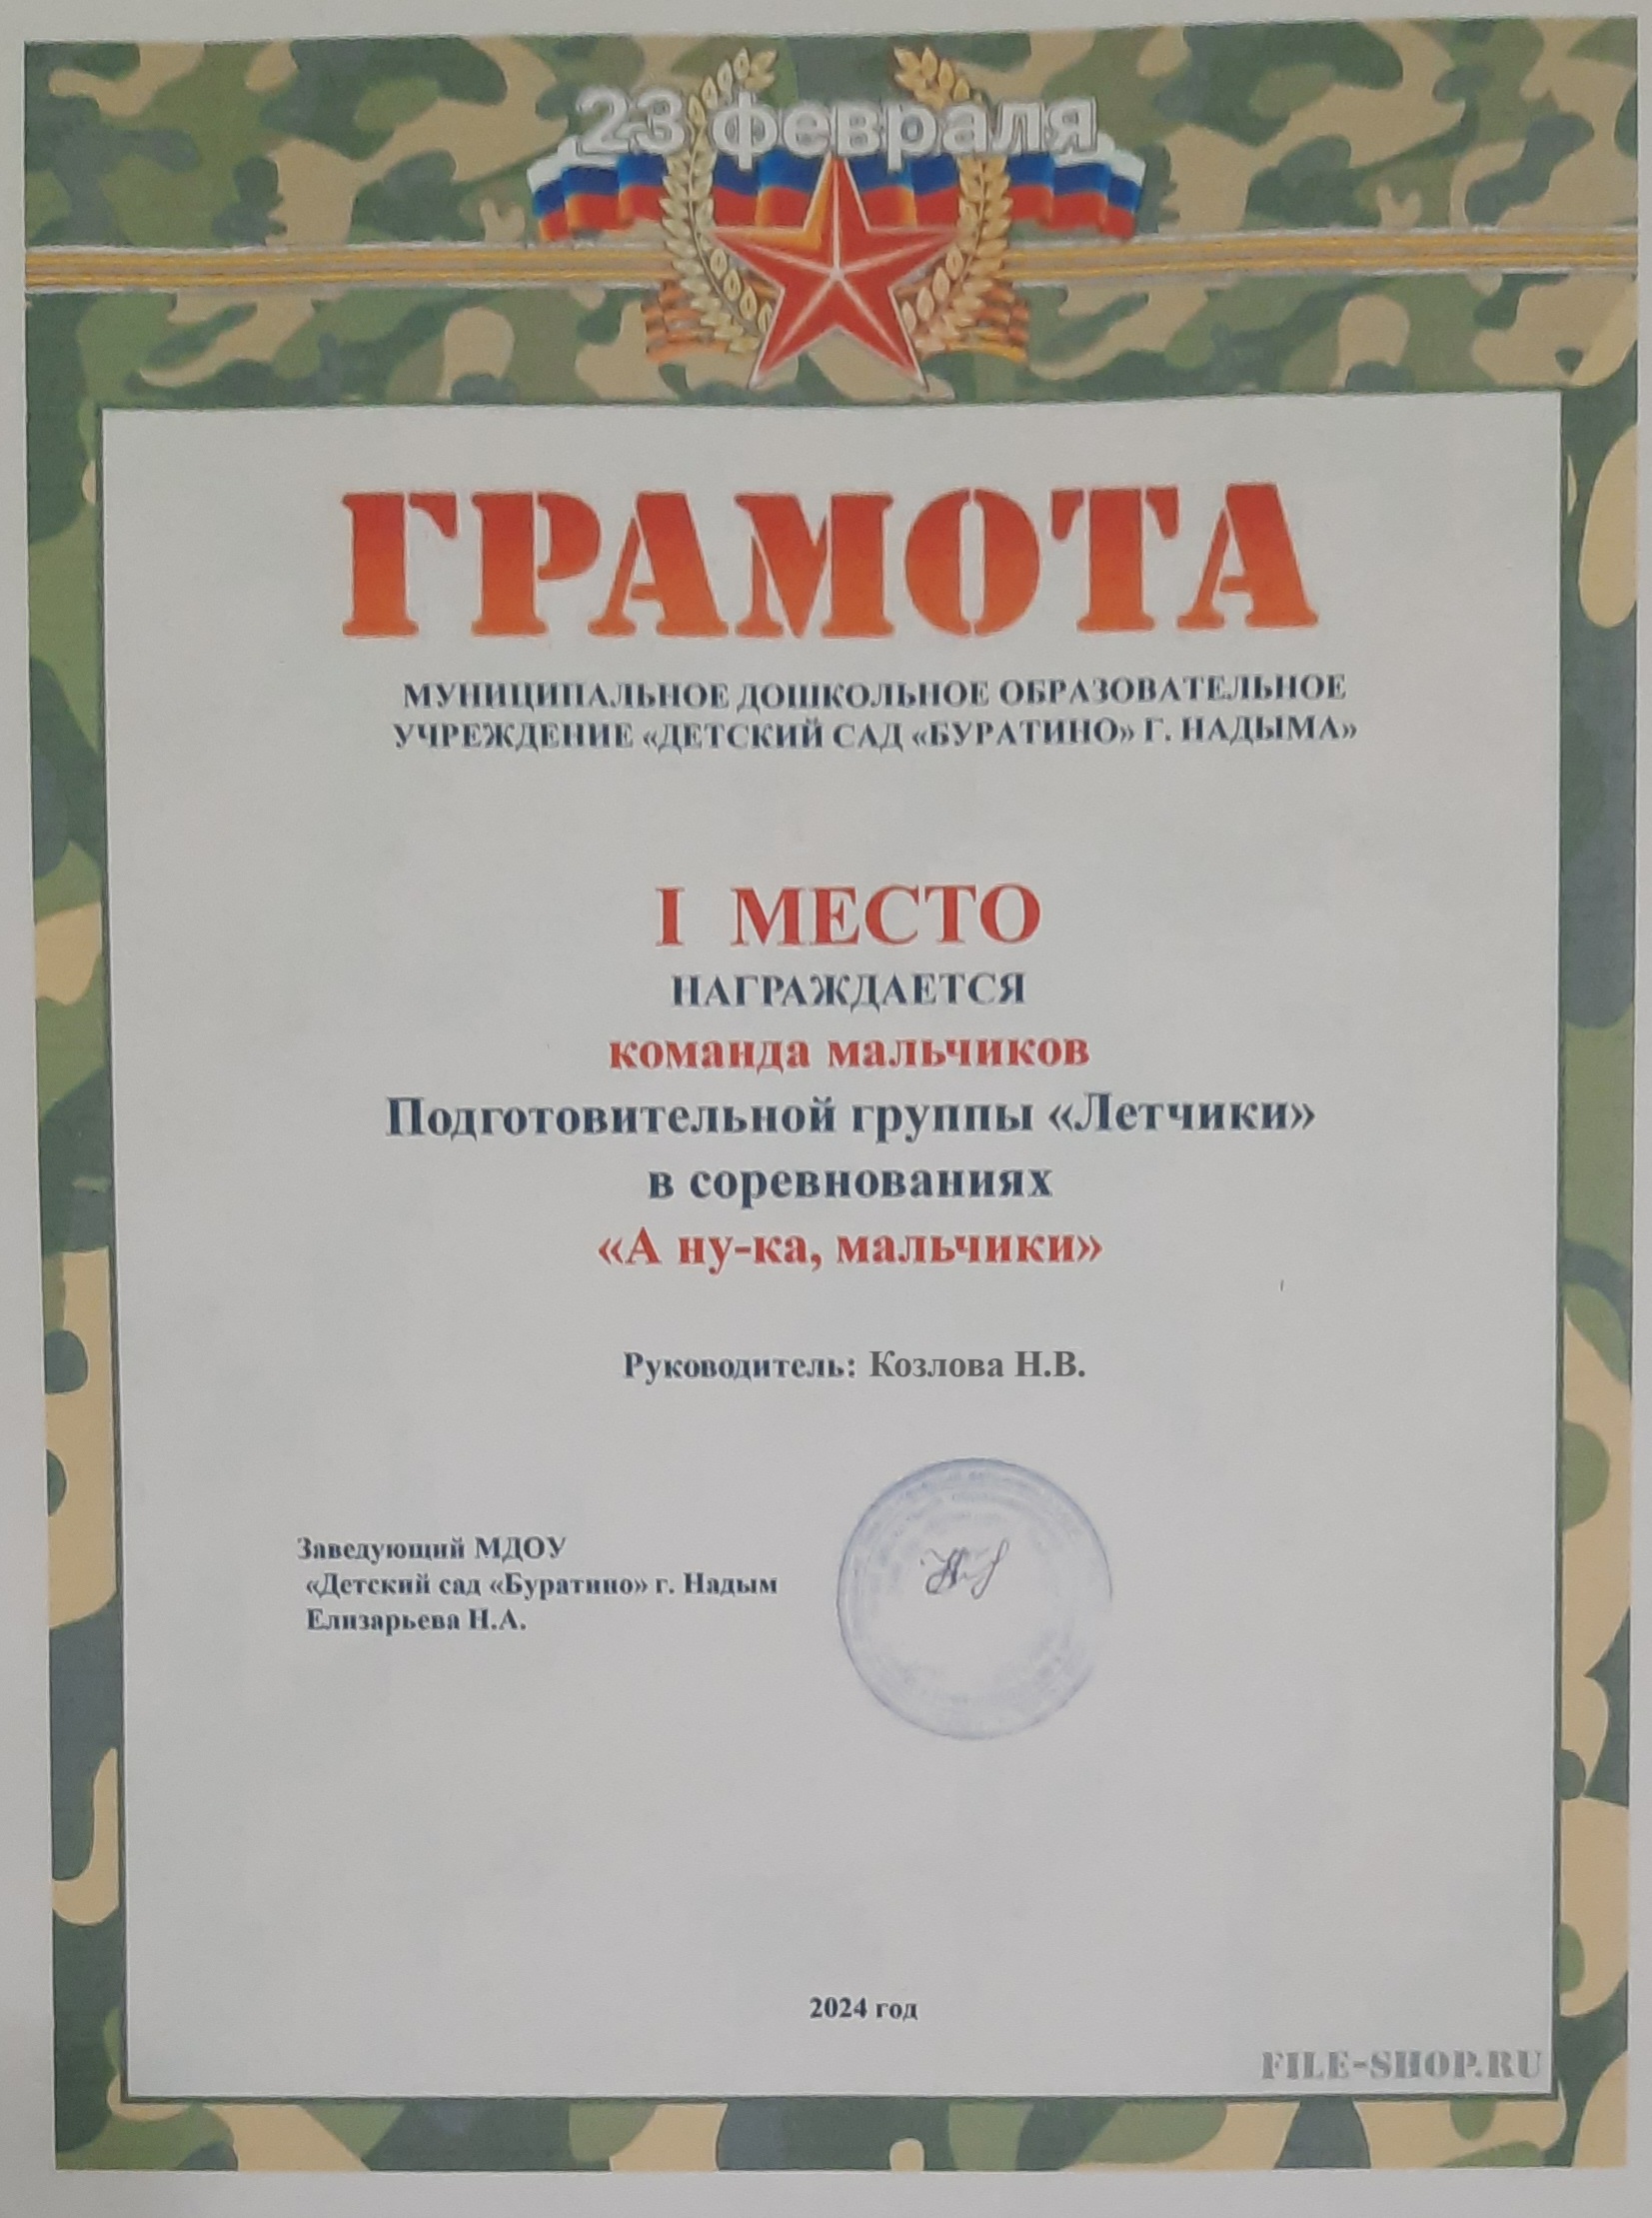 23 февраля
ГРАМОТА
МУНИЦИПАЛЬНОЕ ДОШКОЛЬНОЕ ОБРАЗОВАТЕЛЬНОЕ
УЧРЕЖДЕНИЕ «ДЕТСКИЙ САД «БУРАТИНО» Г. НАДЫМА»
I МЕСТО
НАГРАЖДАЕТСЯ
команда мальчиков
Подготовительной группы «Летчики»
в соревнованиях
«А ну-ка, мальчики»
Руководитель: Козлова Н.В.
Заведующий МДОУ
«Детский сад «Буратино» г. Надым
Елизарьева Н.А.
2024 год
FILE-SHOP.RU